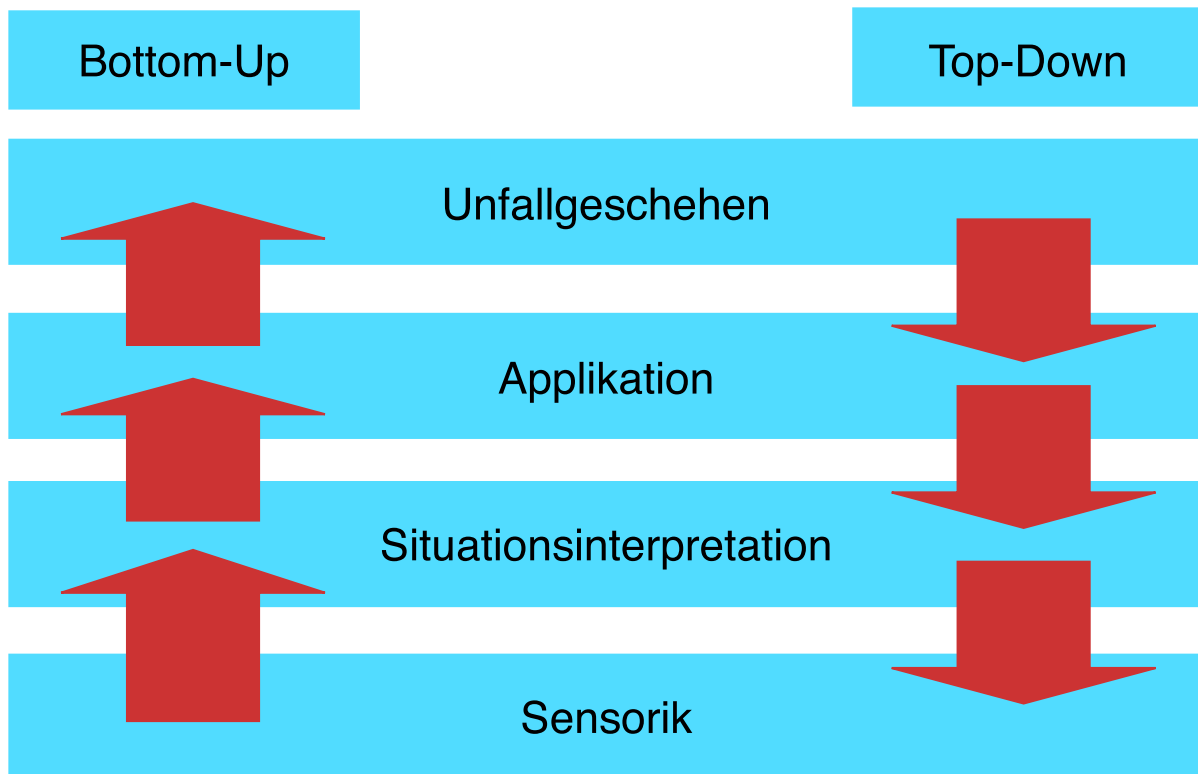 Bottom-Up
Top-Down
Unfallgeschehen
Applikation
Situationsinterpretation
Sensorik